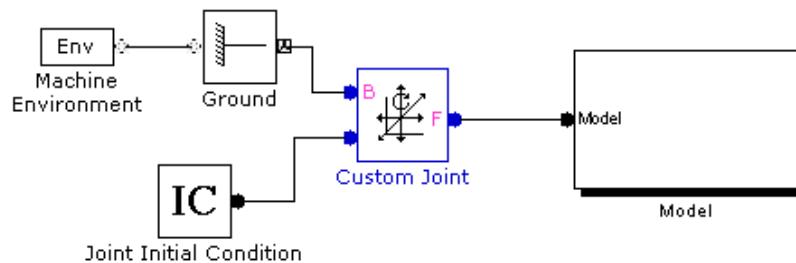 Env
Machine
Environment
Ground
B
C
F
Custom Joint
Model
Model
IC
Joint Initial Condition